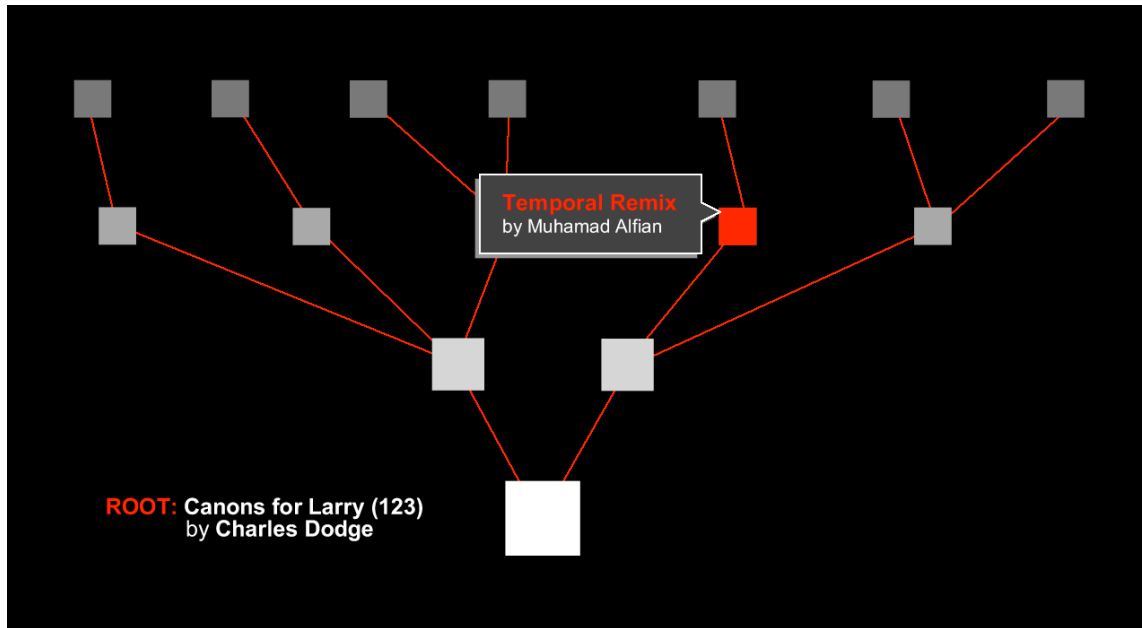 Temporal Remix
by Muhamad Alfian
ROOT: Canons for Larry (123)
by Charles Dodge